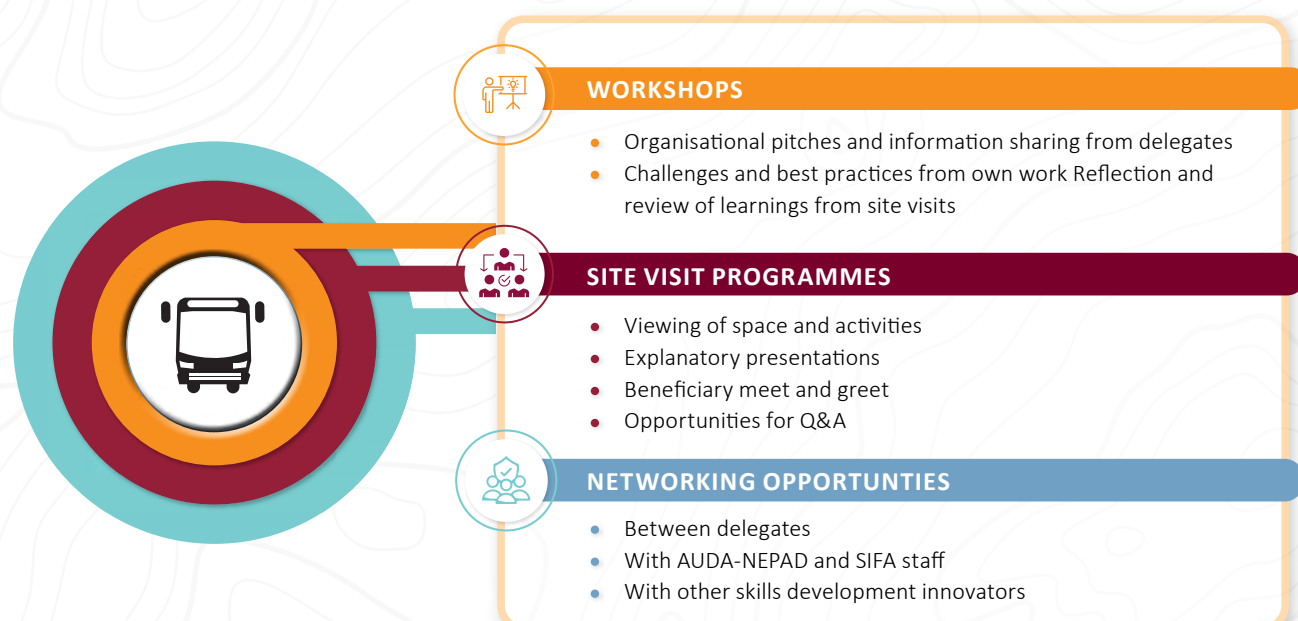 WORKSHOPS
• Organisational pitches and information sharing from delegates
• Challenges and best practices from own work Reflection and
review of learnings from site visits
SITE VISIT PROGRAMMES
• Viewing of space and activities
• Explanatory presentations
• Beneficiary meet and greet
• Opportunities for Q&A
NETWORKING OPPORTUNTIES
• Between delegates
• With AUDA-NEPAD and SIFA staff
• With other skills development innovators